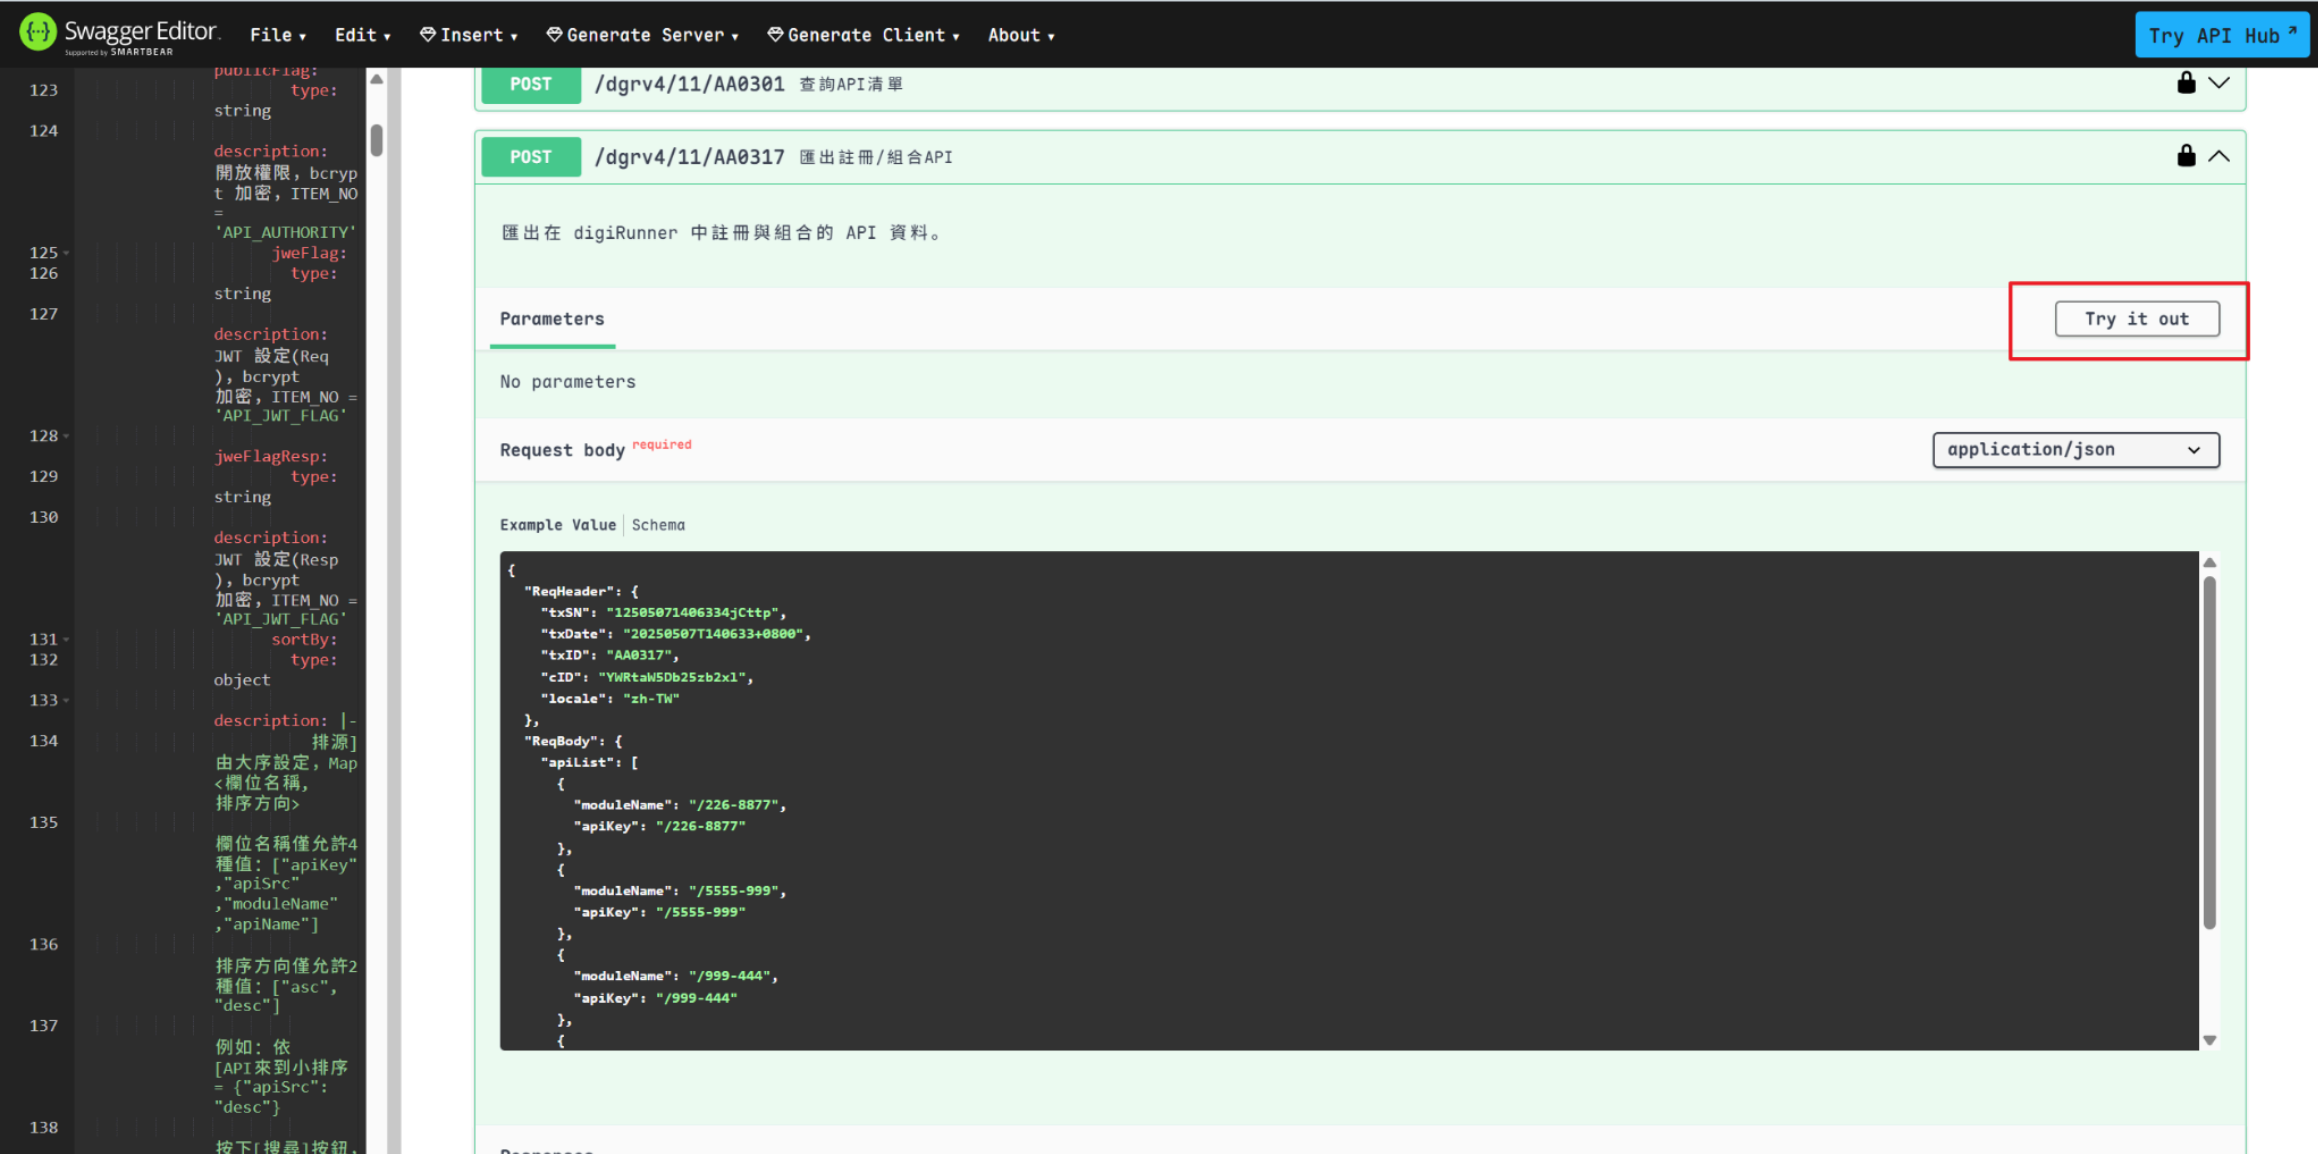 Swagger Editor.
Supported by SMARTBEAR
File ▾
Edit ▾
Insert ▾
Generate Server ▾
Generate Client ▾
About ▾
Try API Hub ↗
publicFlag:
123 type:
string
124
description:
開放權限, bcryp
t 加密, ITEM_NO
=
'API_AUTHORITY'
125 jweFlag:
126 type:
string
127
description:
JWT 設定(Req
), bcrypt
加密, ITEM_NO =
'API_JWT_FLAG'
128
jweFlagResp:
129 type:
string
130
description:
JWT 設定(Resp
), bcrypt
加密, ITEM_NO =
'API_JWT_FLAG'
131 sortBy:
132 type:
object
133
description: |-
134 排源]
由大序設定, Map
<欄位名稱,
排序方向>
135
欄位名稱僅允許4
種值: ["apiKey"
,"apiSrc"
,"moduleName"
,"apiName"]
136
排序方向僅允許2
種值: ["asc",
"desc"]
137
例如: 依
[API來到小排序
= {"apiSrc":
"desc"}
138
按下[搜尋]按鈕,
POST /dgrv4/11/AA0301 查詢API清單
POST /dgrv4/11/AA0317 匯出註冊/組合API
匯出在 digiRunner 中註冊與組合的 API 資料。
Parameters
Try it out
No parameters
Request body required
application/json
Example Value
Schema
{
"ReqHeader": {
"txSN": "12505071406334jCttp",
"txDate": "20250507T140633+0800",
"txID": "AA0317",
"cID": "YWRtaW5Db25zb2xl",
"locale": "zh-TW"
},
"ReqBody": {
"apiList": [
{
"moduleName": "/226-8877",
"apiKey": "/226-8877"
},
{
"moduleName": "/5555-999",
"apiKey": "/5555-999"
},
{
"moduleName": "/999-444",
"apiKey": "/999-444"
},
{
Responses